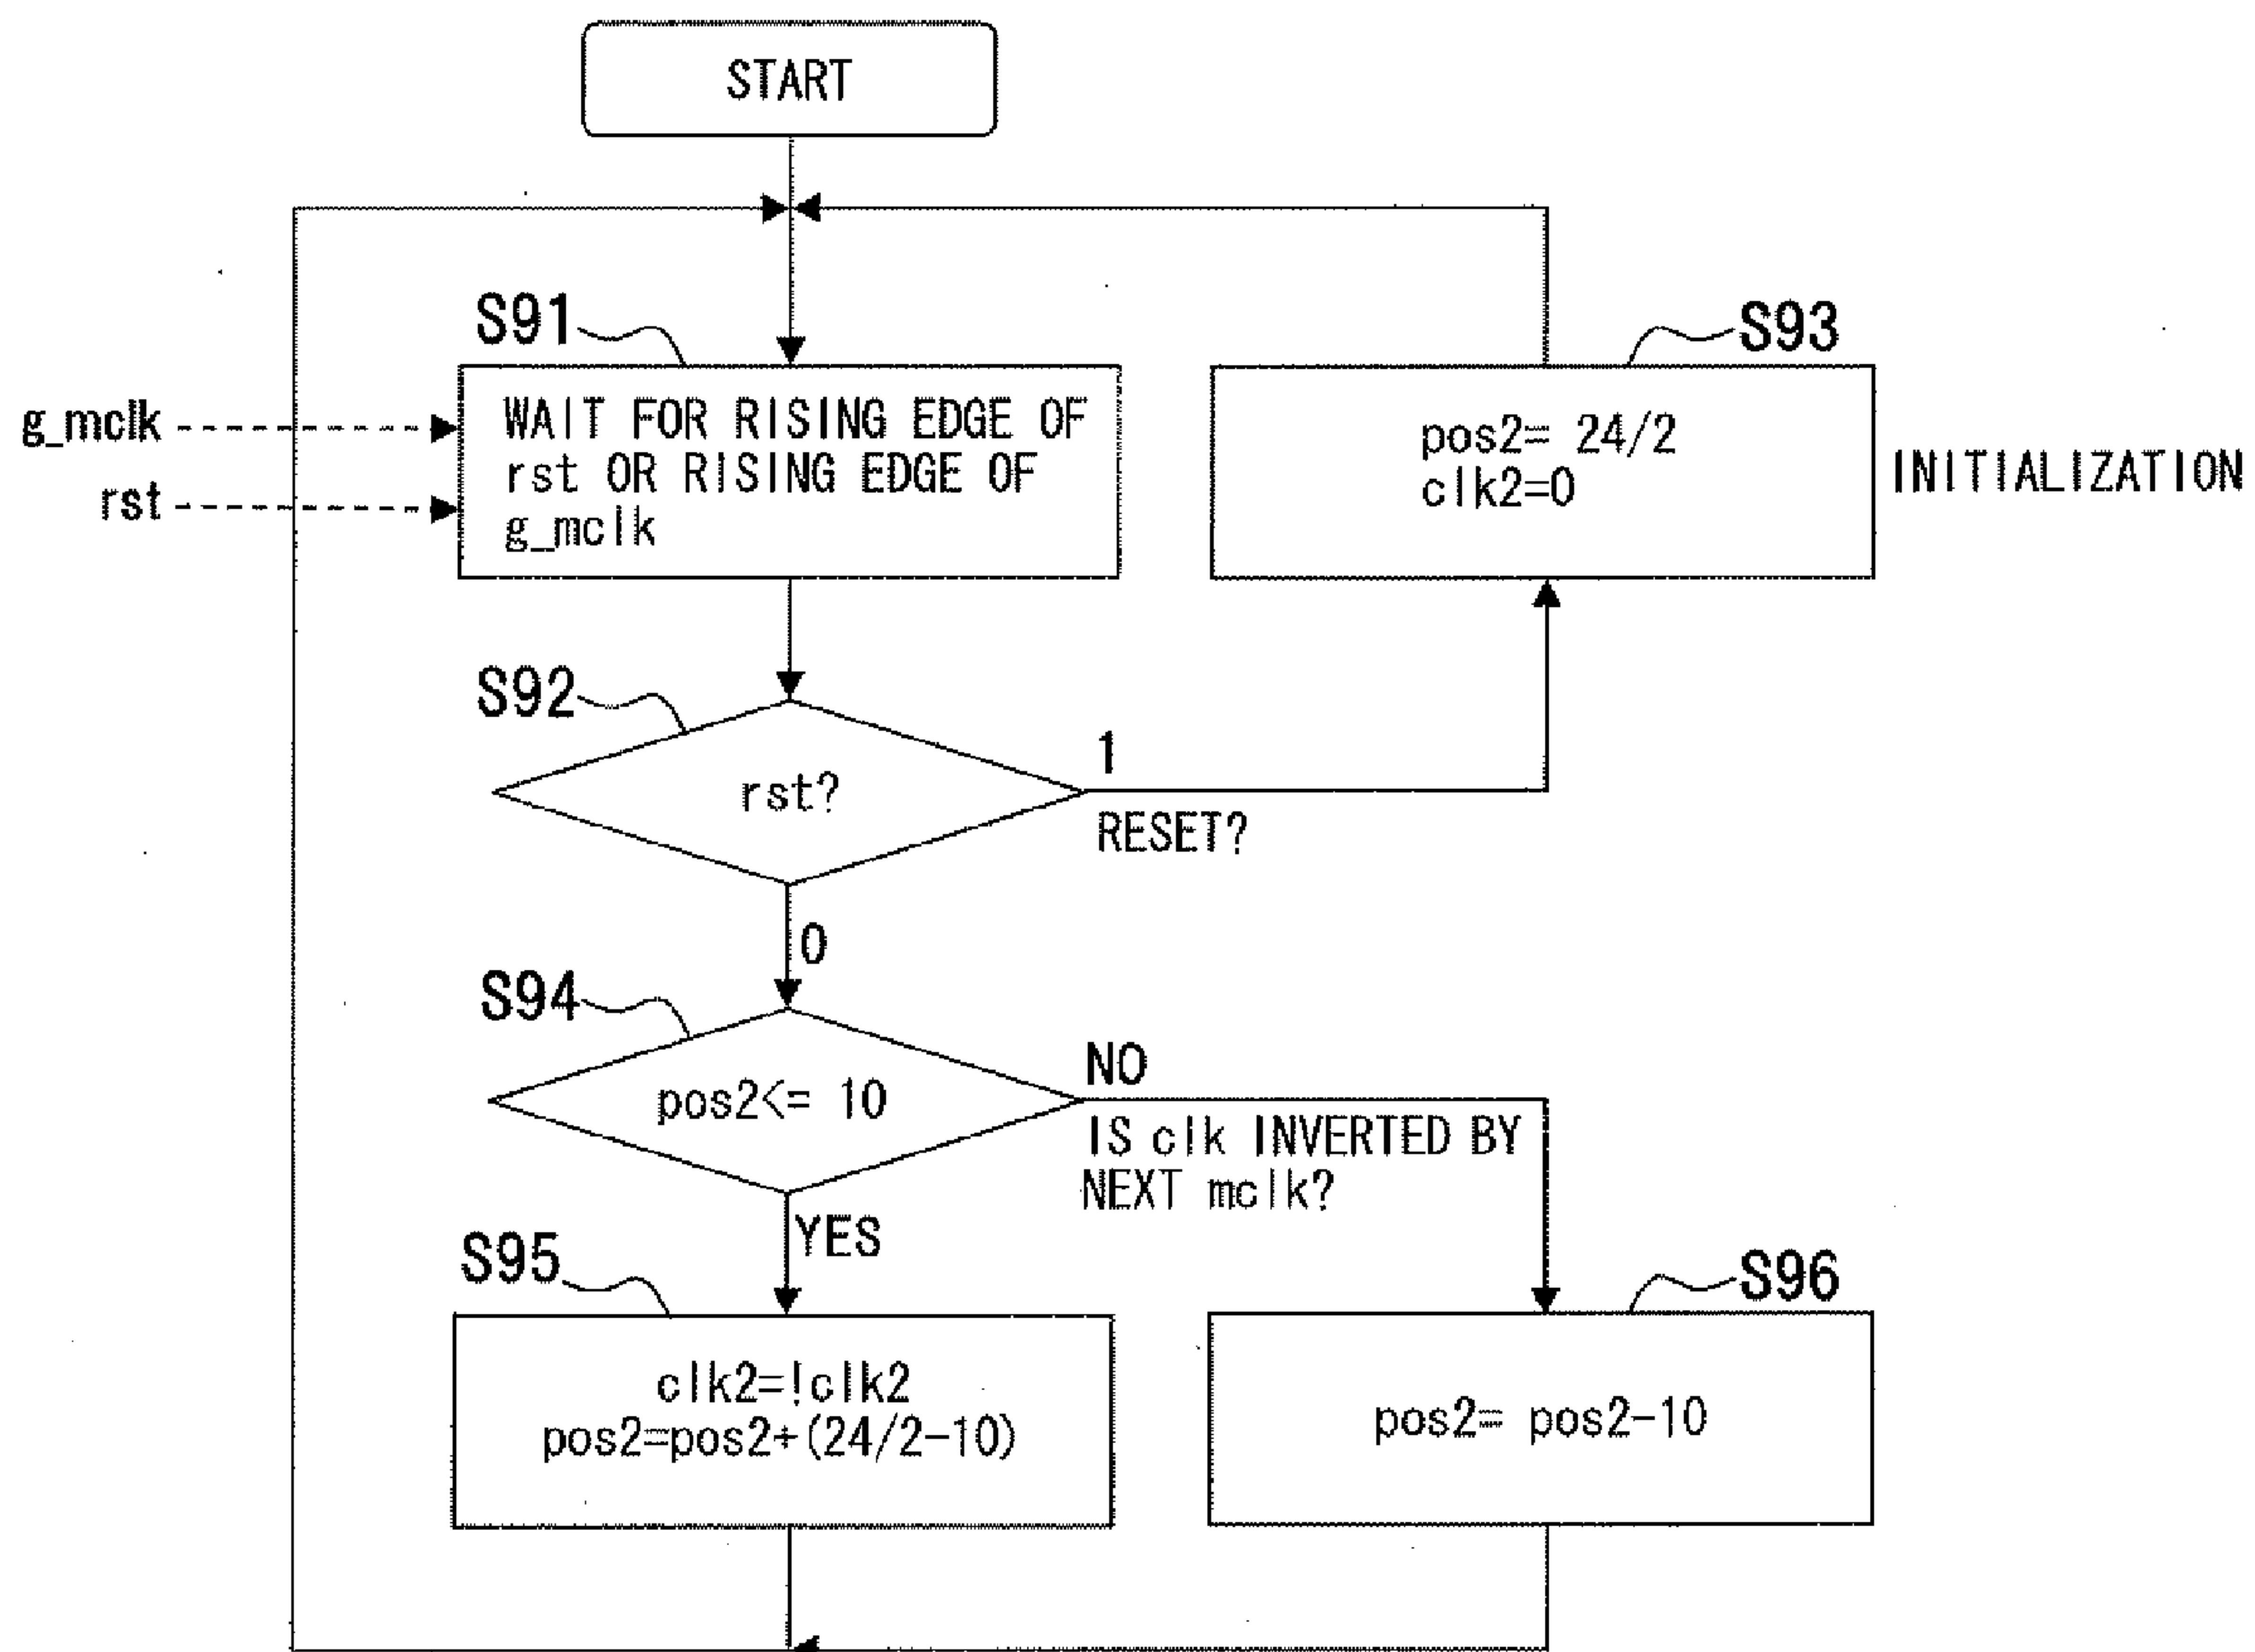 START
S91
S93
g_mclk
rst
WAIT FOR RISING EDGE OF
rst OR RISING EDGE OF
g_mclk
pos2= 24/2
clk2=0
INITIALIZATION
S92
rst?
1
RESET?
0
S94
pos2<= 10
NO
IS clk INVERTED BY
NEXT mclk?
YES
S95
S96
clk2=!clk2
pos2=pos2+(24/2-10)
pos2= pos2-10